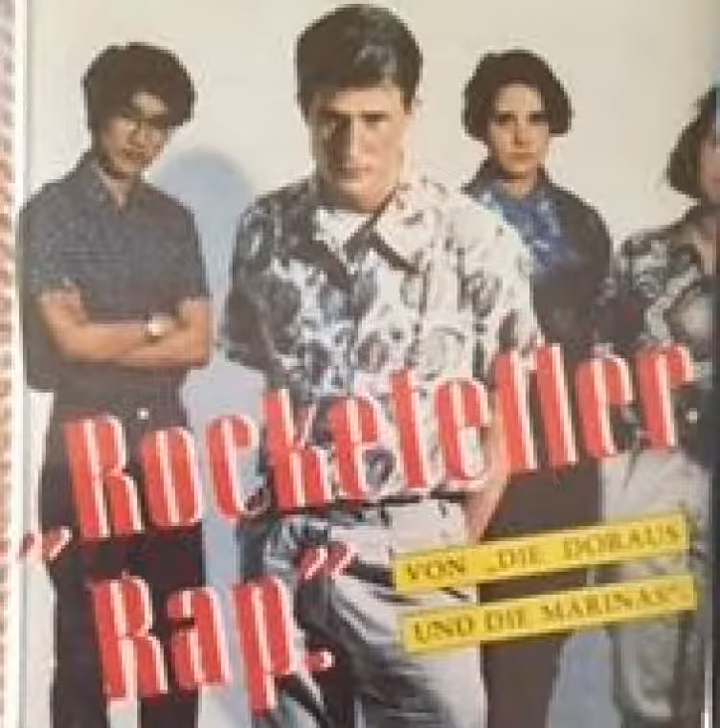 „Rockefeller
Rap.”
VON „DIE DORAUS
UND DIE MARINAS“.